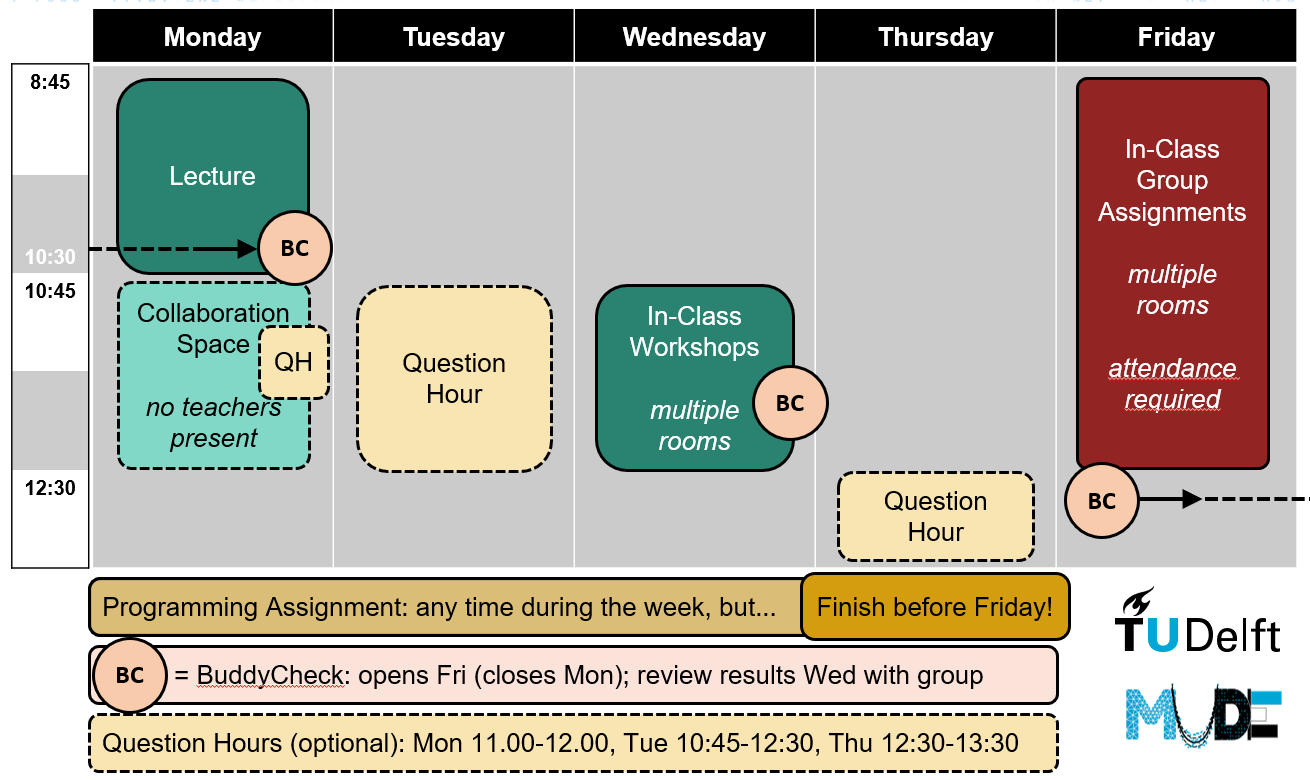 Monday
Tuesday
Wednesday
Thursday
Friday
8:45
10:30
10:45
12:30
Lecture
BC
Collaboration
Space
QH
no teachers
present
Question
Hour
In-Class
Workshops
multiple
rooms
BC
Question
Hour
In-Class
Group
Assignments
multiple
rooms
attendance
required
BC
Programming Assignment: any time during the week, but...
Finish before Friday!
BC = BuddyCheck: opens Fri (closes Mon); review results Wed with group
Question Hours (optional): Mon 11.00-12.00, Tue 10:45-12:30, Thu 12:30-13:30
TUDelft
MUDE